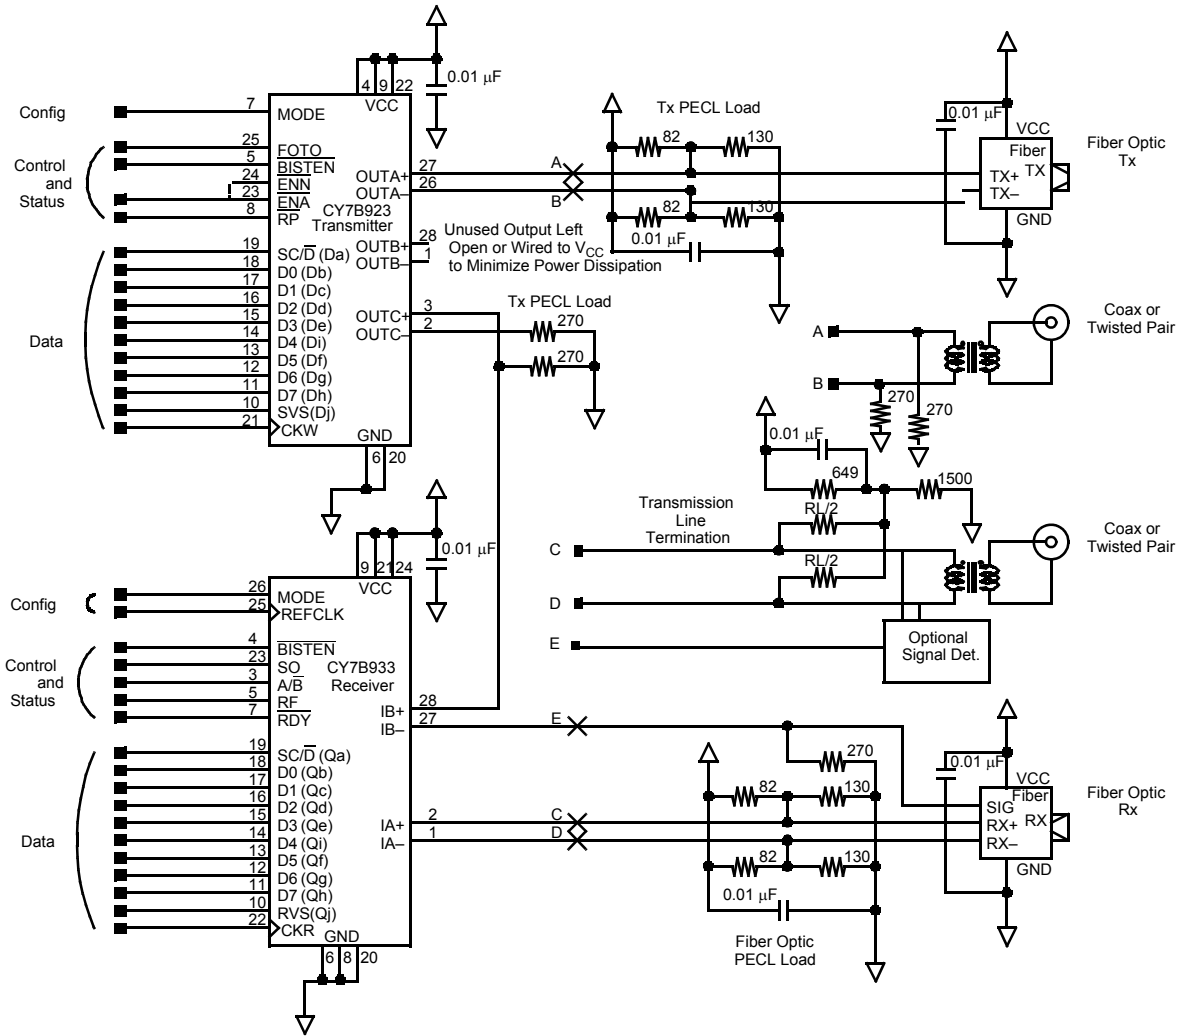 0.01 µF
4 9 22
VCC
Config
7
MODE
Control
and
Status
25
FOTO
5
BISTEN
24
ENN
23
ENA
8
RP
CY7B923
Transmitter
OUTA+
27
OUTA–
26
A
B
19
SC/D (Da)
18
D0 (Db)
17
D1 (Dc)
16
D2 (Dd)
15
D3 (De)
14
D4 (Di)
13
D5 (Df)
12
D6 (Dg)
11
D7 (Dh)
10
SVS(Dj)
21
CKW
Data
OUTB+
28
OUTB–
1
Unused Output Left
Open or Wired to VCC
to Minimize Power Dissipation
OUTC+
3
OUTC–
2
Tx PECL Load
270
270
GND
6 20
Tx PECL Load
82
130
82
130
0.01 µF
0.01 µF
VCC
Fiber
TX
TX+
TX–
GND
Fiber Optic
Tx
A
B
270
270
Coax or
Twisted Pair
0.01 µF
649
1500
RL/2
RL/2
Transmission
Line
Termination
C
D
E
Optional
Signal Det.
Coax or
Twisted Pair
0.01 µF
9 21 24
VCC
Config
26
MODE
25
REFCLK
Control
and
Status
4
BISTEN
23
SO
3
A/B
5
RF
7
RDY
CY7B933
Receiver
IB+
28
IB–
27
E
19
SC/D (Qa)
18
D0 (Qb)
17
D1 (Qc)
16
D2 (Qd)
15
D3 (Qe)
14
D4 (Qi)
13
D5 (Qf)
12
D6 (Qg)
11
D7 (Qh)
10
RVS(Qj)
22
CKR
Data
IA+
2
IA–
1
C
D
GND
6 8 20
270
82
130
82
130
0.01 µF
Fiber Optic
PECL Load
0.01 µF
VCC
Fiber
SIG
RX+
RX
RX–
GND
Fiber Optic
Rx